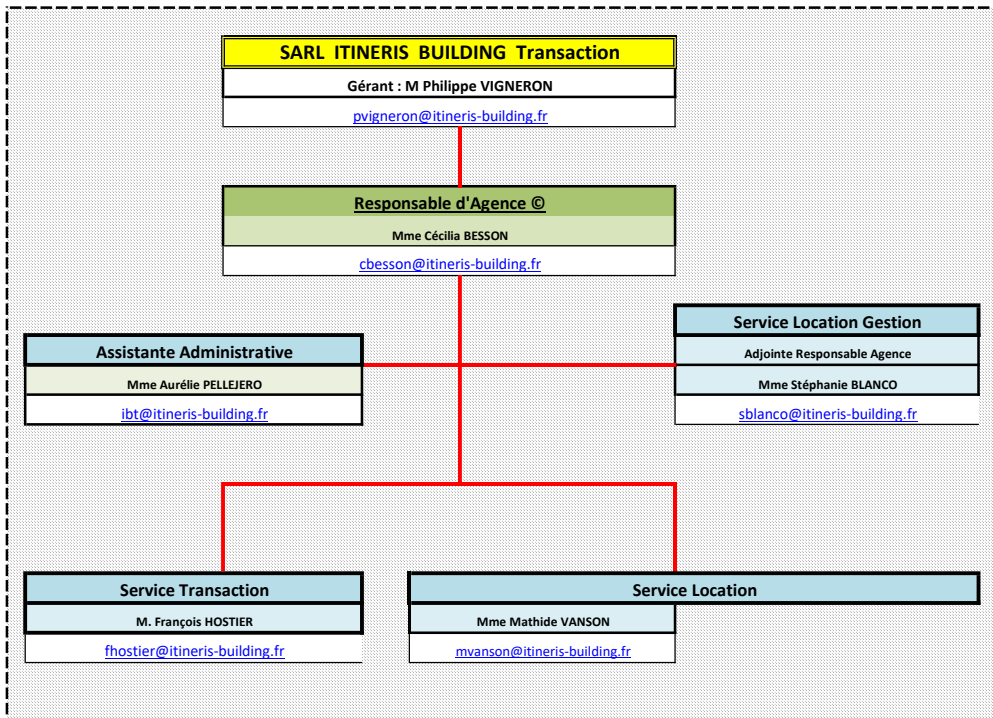 SARL ITINERIS BUILDING Transaction
Gérant : M Philippe VIGNERON
pvigneron@itineris-building.fr
Responsable d'Agence ©
Mme Cécilia BESSON
cbesson@itineris-building.fr
Assistante Administrative
Mme Aurélie PELLEJERO
ibt@itineris-building.fr
Service Location Gestion
Adjointe Responsable Agence
Mme Stéphanie BLANCO
sblanco@itineris-building.fr
Service Transaction
M. François HOSTIER
fhostier@itineris-building.fr
Service Location
Mme Mathide VANSON
mvanson@itineris-building.fr